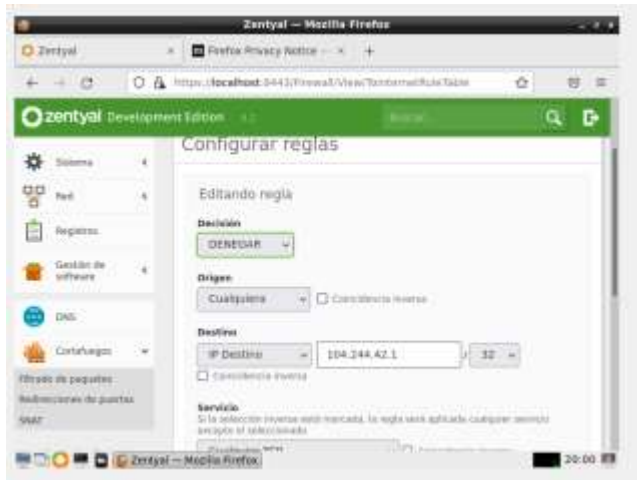 Zentyal — Mozilla Firefox
Zentyal
Firefox Privacy Notice —
https://localhost:8443/Firewall/View/ToInternetRuleTable
zentyal Development Edition
Buscar...
Configurar reglas
Sistema
Red
Registros
Gestión de software
DNS
Cortafuegos
Filtrado de paquetes
Redirecciones de puertos
SNAT
Editando regla
Decisión
DENEGAR
Origen
Cualquiera
Coincidencia inversa
Destino
IP Destino
104.244.42.1
/
32
Coincidencia inversa
Servicio
Si la selección inversa está marcada, la regla será aplicada cualquier servicio
excepto el seleccionado
Cualquier TCP
Zentyal — Mozilla Firefox
20:00